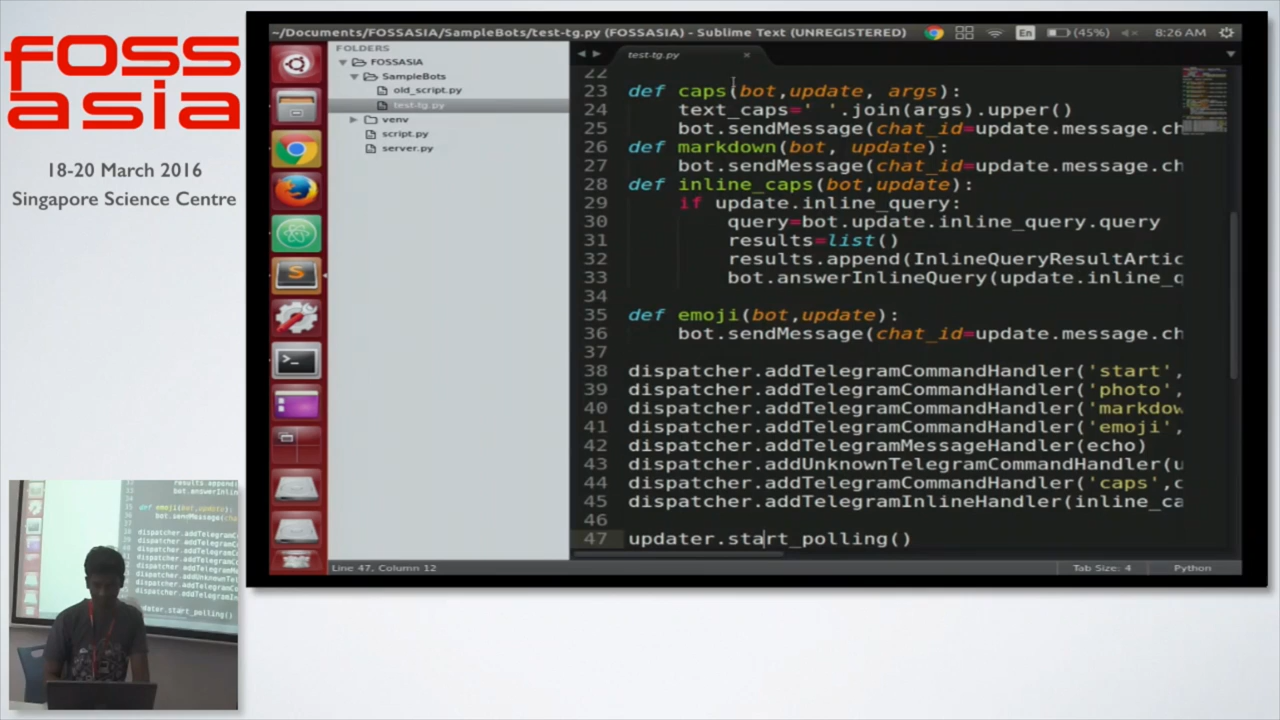 FOSS
asia
18-20 March 2016
Singapore Science Centre
~/Documents/FOSSASIA/SampleBots/test-tg.py (FOSSASIA) - Sublime Text (UNREGISTERED)
En
(45%)
8:26 AM
FOLDERS
FOSSASIA
SampleBots
old_script.py
test-tg.py
venv
script.py
server.py
test-tg.py
22
23 def caps(bot,update, args):
24 text_caps=' '.join(args).upper()
25 bot.sendMessage(chat_id=update.message.ch
26 def markdown(bot, update):
27 bot.sendMessage(chat_id=update.message.ch
28 def inline_caps(bot,update):
29 if update.inline_query:
30 query=bot.update.inline_query.query
31 results=list()
32 results.append(InlineQueryResultArtic
33 bot.answerInlineQuery(update.inline_q
34
35 def emoji(bot,update):
36 bot.sendMessage(chat_id=update.message.ch
37
38 dispatcher.addTelegramCommandHandler('start',
39 dispatcher.addTelegramCommandHandler('photo',
40 dispatcher.addTelegramCommandHandler('markdow
41 dispatcher.addTelegramCommandHandler('emoji',
42 dispatcher.addTelegramMessageHandler(echo)
43 dispatcher.addUnknownTelegramCommandHandler(u
44 dispatcher.addTelegramCommandHandler('caps',c
45 dispatcher.addTelegramInlineHandler(inline_ca
46
47 updater.start_polling()
Line 47, Column 12
Tab Size: 4
Python